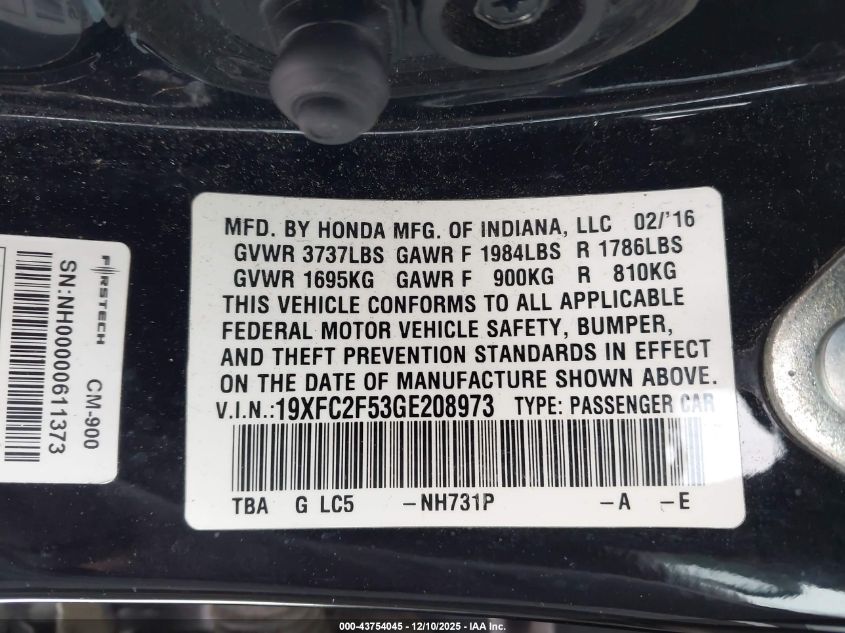 MFD. BY HONDA MFG. OF INDIANA, LLC 02/'16
GVWR 3737LBS GAWR F 1984LBS R 1786LBS
GVWR 1695KG GAWR F 900KG R 810KG
THIS VEHICLE CONFORMS TO ALL APPLICABLE
FEDERAL MOTOR VEHICLE SAFETY, BUMPER,
AND THEFT PREVENTION STANDARDS IN EFFECT
ON THE DATE OF MANUFACTURE SHOWN ABOVE.
V.I.N.:19XFC2F53GE208973 TYPE: PASSENGER CAR
TBA G LC5 -NH731P -A -E
FIRSTECH CM-900
SN:NH00000611373
000-43754045 - 12/10/2025 - IAA Inc.